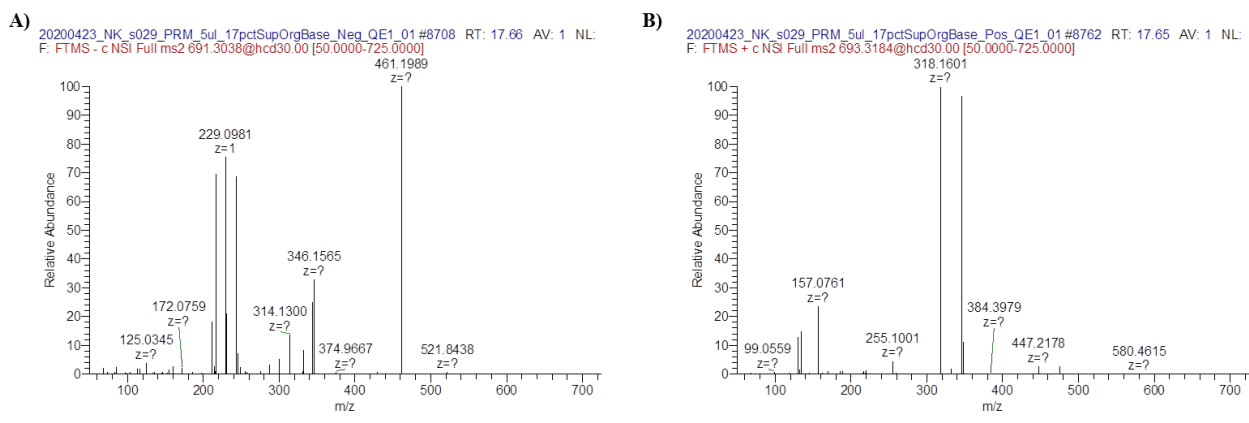 A)
20200423_NK_s029_PRM_5ul_17pctSupOrgBase_Neg_QE1_01 #8708 RT: 17.66 AV: 1 NL:
F: FTMS - c NSI Full ms2 691.3038@hcd30.00 [50.0000-725.0000]
461.1989
z=?
229.0981
z=1
346.1565
z=?
172.0759
z=?
314.1300
z=?
125.0345
z=?
374.9667
z=?
521.8438
z=?
100
90
80
70
60
50
40
30
20
10
0
Relative Abundance
100 200 300 400 500 600 700
m/z
B)
20200423_NK_s029_PRM_5ul_17pctSupOrgBase_Pos_QE1_01 #8762 RT: 17.65 AV: 1 NL:
F: FTMS + c NSI Full ms2 693.3184@hcd30.00 [50.0000-725.0000]
318.1601
z=?
157.0761
z=?
384.3979
z=?
255.1001
z=?
447.2178
z=?
99.0559
z=?
580.4615
z=?
100
90
80
70
60
50
40
30
20
10
0
Relative Abundance
100 200 300 400 500 600 700
m/z